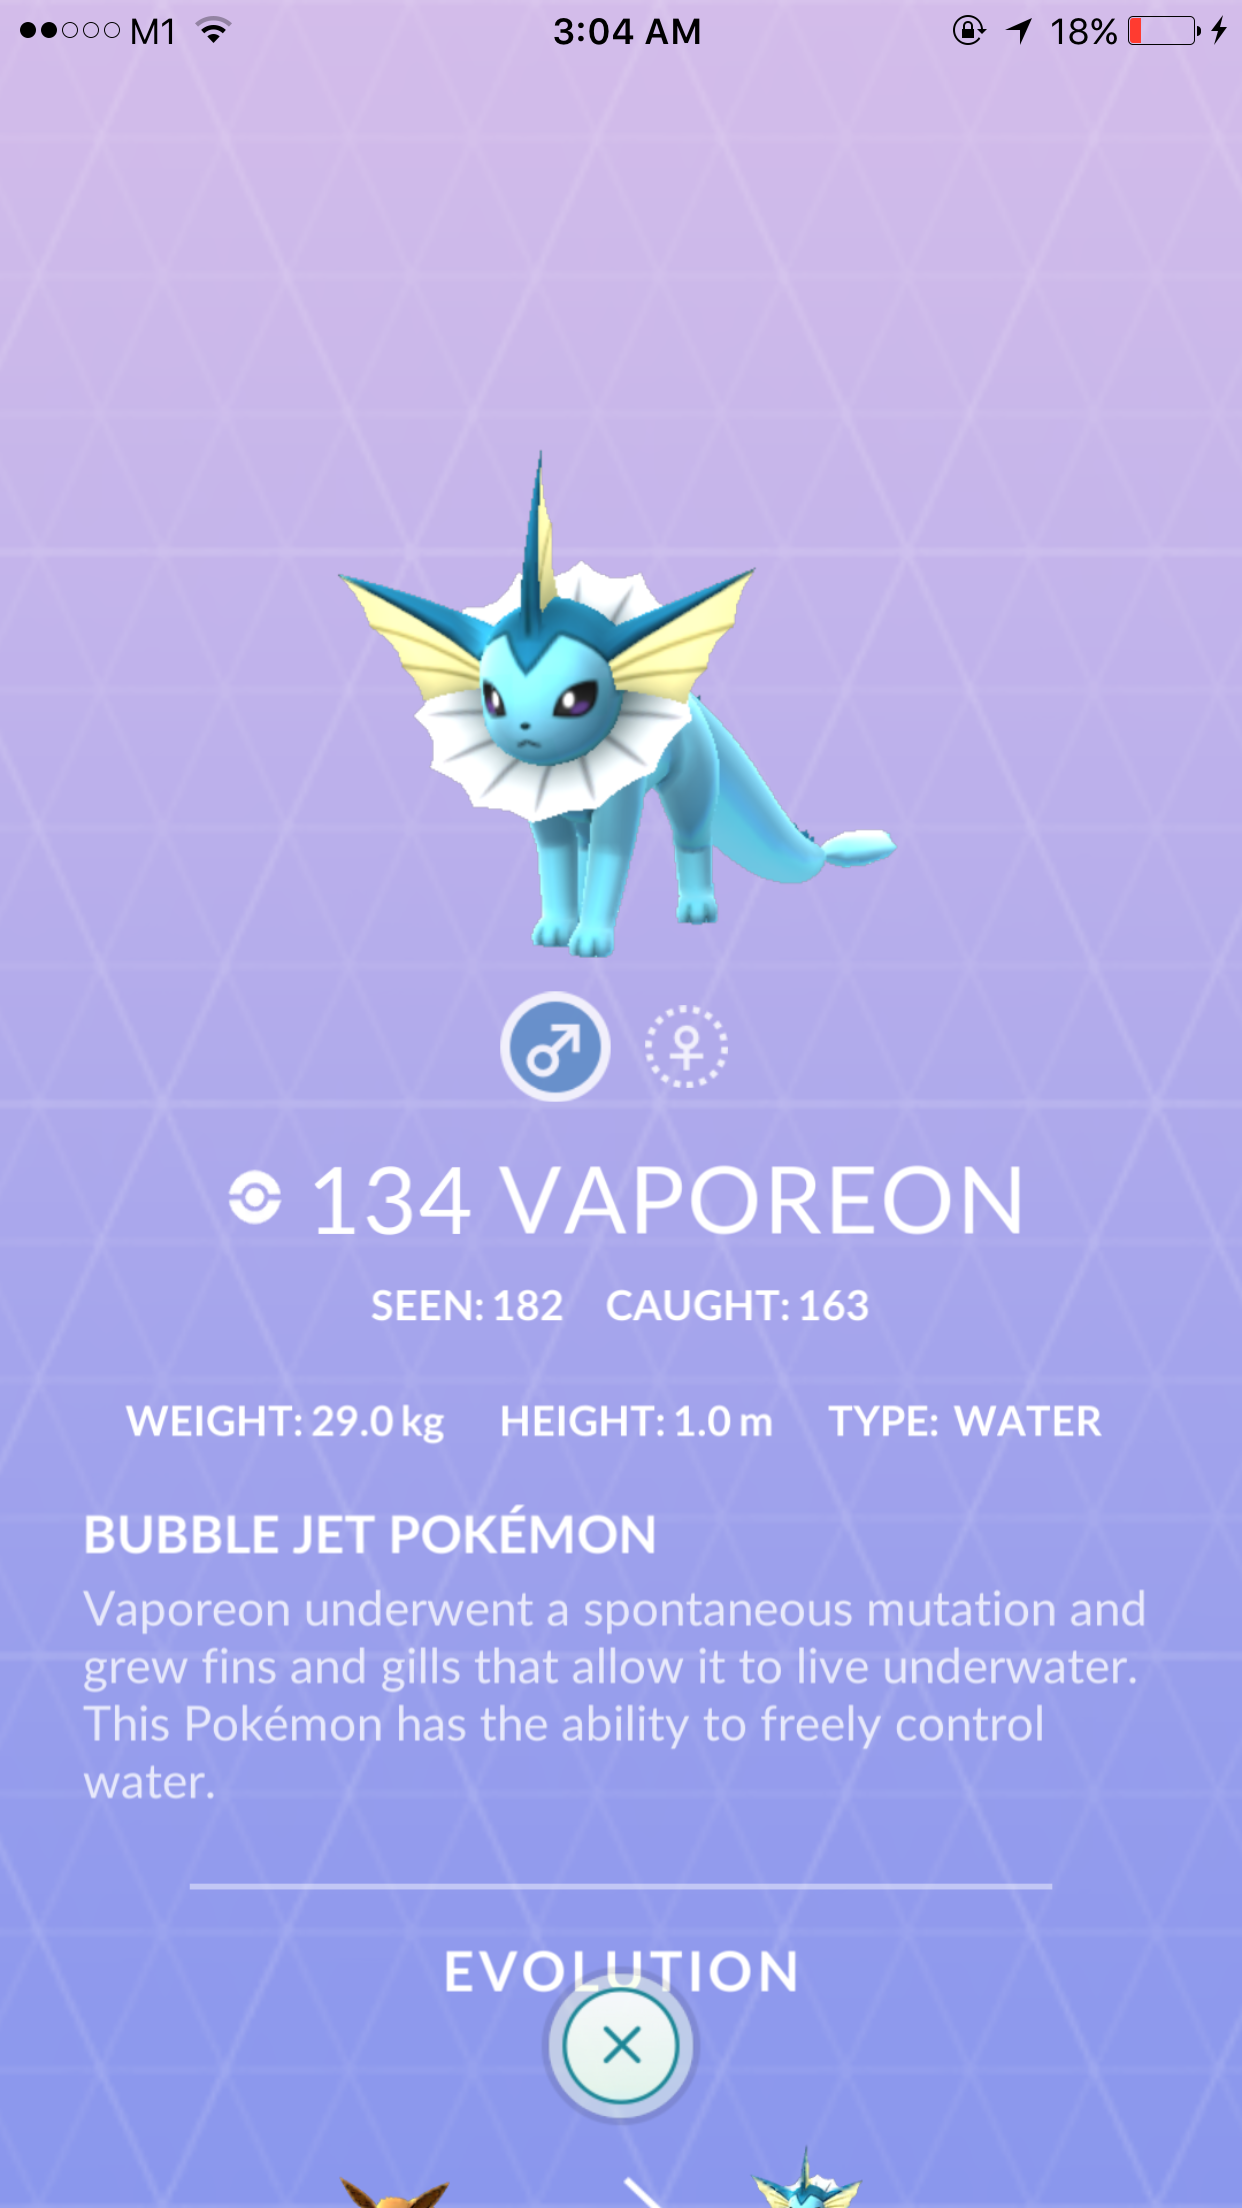 M1 3:04 AM 18%
134 VAPOREON
SEEN: 182 CAUGHT: 163
WEIGHT: 29.0 kg HEIGHT: 1.0 m TYPE: WATER
BUBBLE JET POKÉMON
Vaporeon underwent a spontaneous mutation and
grew fins and gills that allow it to live underwater.
This Pokémon has the ability to freely control
water.
EVOLUTION